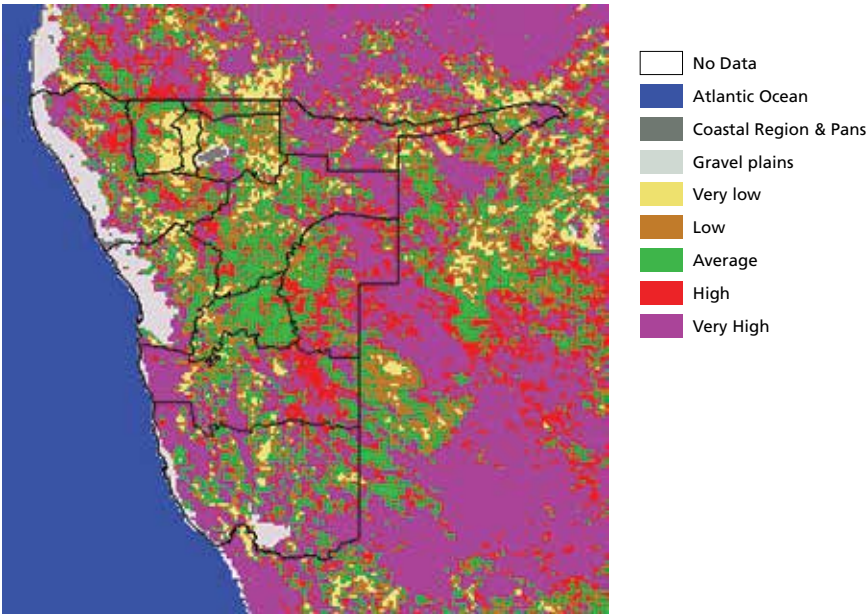 No Data
Atlantic Ocean
Coastal Region & Pans
Gravel plains
Very low
Low
Average
High
Very High